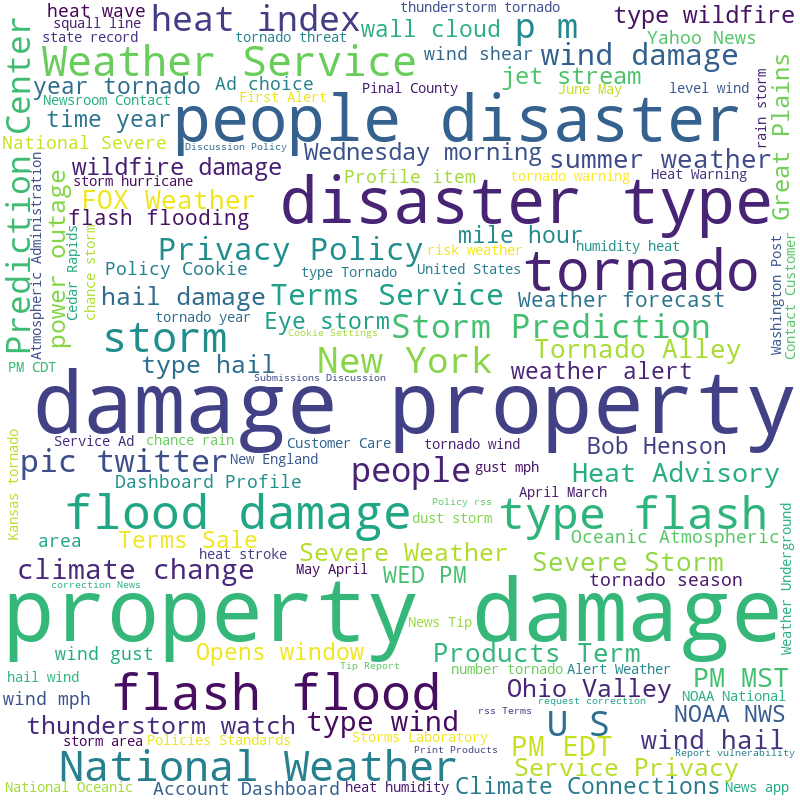 heat wave
squall line
state record
heat index
thunderstorm tornado
wall cloud
p m
type wildfire
Yahoo News
tornado threat
Weather Service
wind shear
wind damage
jet stream
level wind
year tornado
Ad choice
Pinal County
June May
Newsroom Contact
First Alert
time year
people disaster
Discussion Policy
National Severe
Wednesday morning
summer weather
rain storm
Great Plains
Prediction Center
Atmospheric Administration
wildfire damage
storm hurricane
Profile item
tornado warning
Heat Warning
power outage
FOX Weather
disaster type
flash flooding
mile hour
Cedar Rapids
chance storm
Privacy Policy
risk weather
humidity heat
tornado
Washington Post
Contact Customer
Policy Cookie
type Tornado
United States
hail damage
Terms Service
Weather forecast
tornado year
Eye storm
Storm Prediction
storm
Cookie Settings
New York
Tornado Alley
PM CDT
type hail
weather alert
Submissions Discussion
damage property
Kansas tornado
Service Ad
chance rain
Customer Care
tornado wind
Bob Henson
pic twitter
New England
people
gust mph
Heat Advisory
Dashboard Profile
April March
Policy rss
flood damage
dust storm
type flash
Weather Underground
area
Terms Sale
heat stroke
Severe Weather
Oceanic Atmospheric
Severe Storm
climate change
May April
WED PM
tornado season
correction News
property damage
News Tip
wind gust
Opens window
Products Term
Tip Report
hail wind
number tornado
Alert Weather
PM MST
flash flood
Ohio Valley
request correction
NOAA National
wind mph
type wind
rss Terms
U S
NOAA NWS
thunderstorm watch
storm area
Policies Standards
Storms Laboratory
Print Products
PM EDT
wind hail
Report vulnerability
National Weather
Service Privacy
National Oceanic
Account Dashboard
heat humidity
Climate Connections
News app